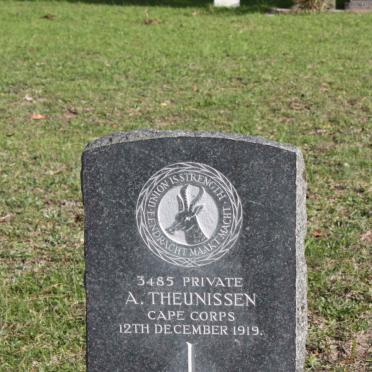 UNION IS STRENGTH
EENDRACHT MAAKT MACHT
3485 PRIVATE
A. THEUNISSEN
CAPE CORPS
12TH DECEMBER 1919.